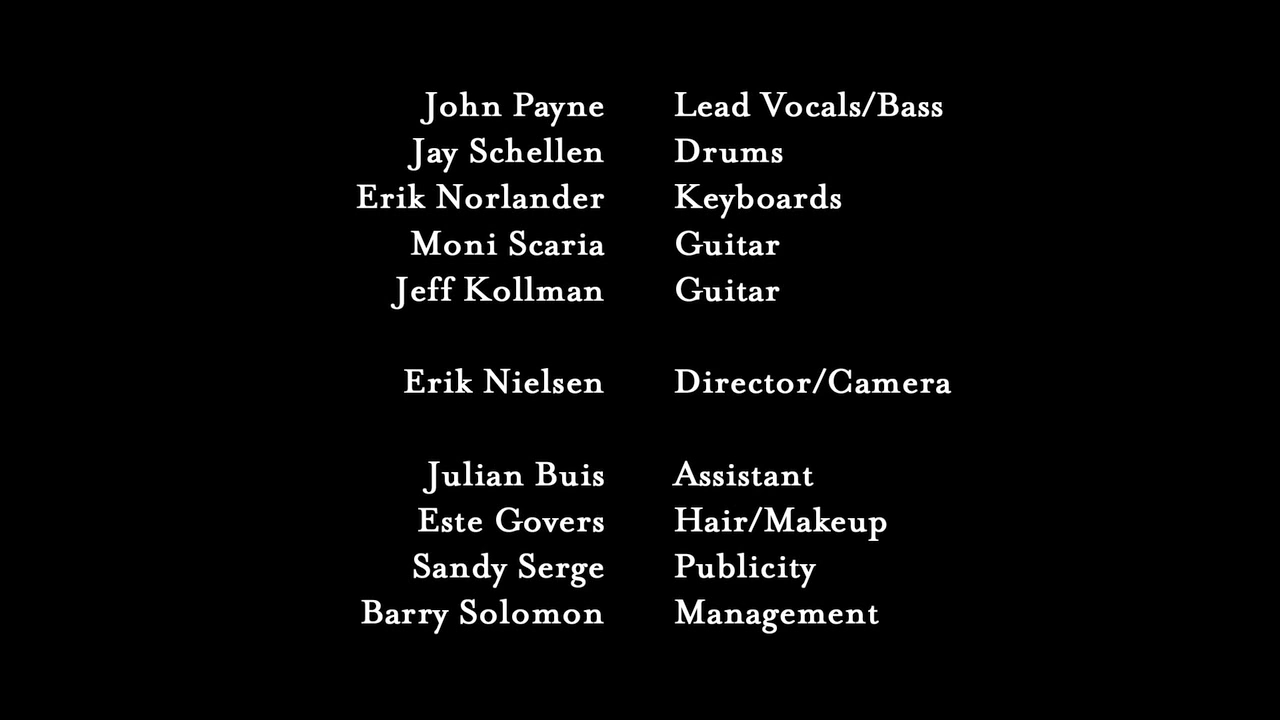 John Payne Lead Vocals/Bass
Jay Schellen Drums
Erik Norlander Keyboards
Moni Scaria Guitar
Jeff Kollman Guitar
Erik Nielsen Director/Camera
Julian Buis Assistant
Este Govers Hair/Makeup
Sandy Serge Publicity
Barry Solomon Management